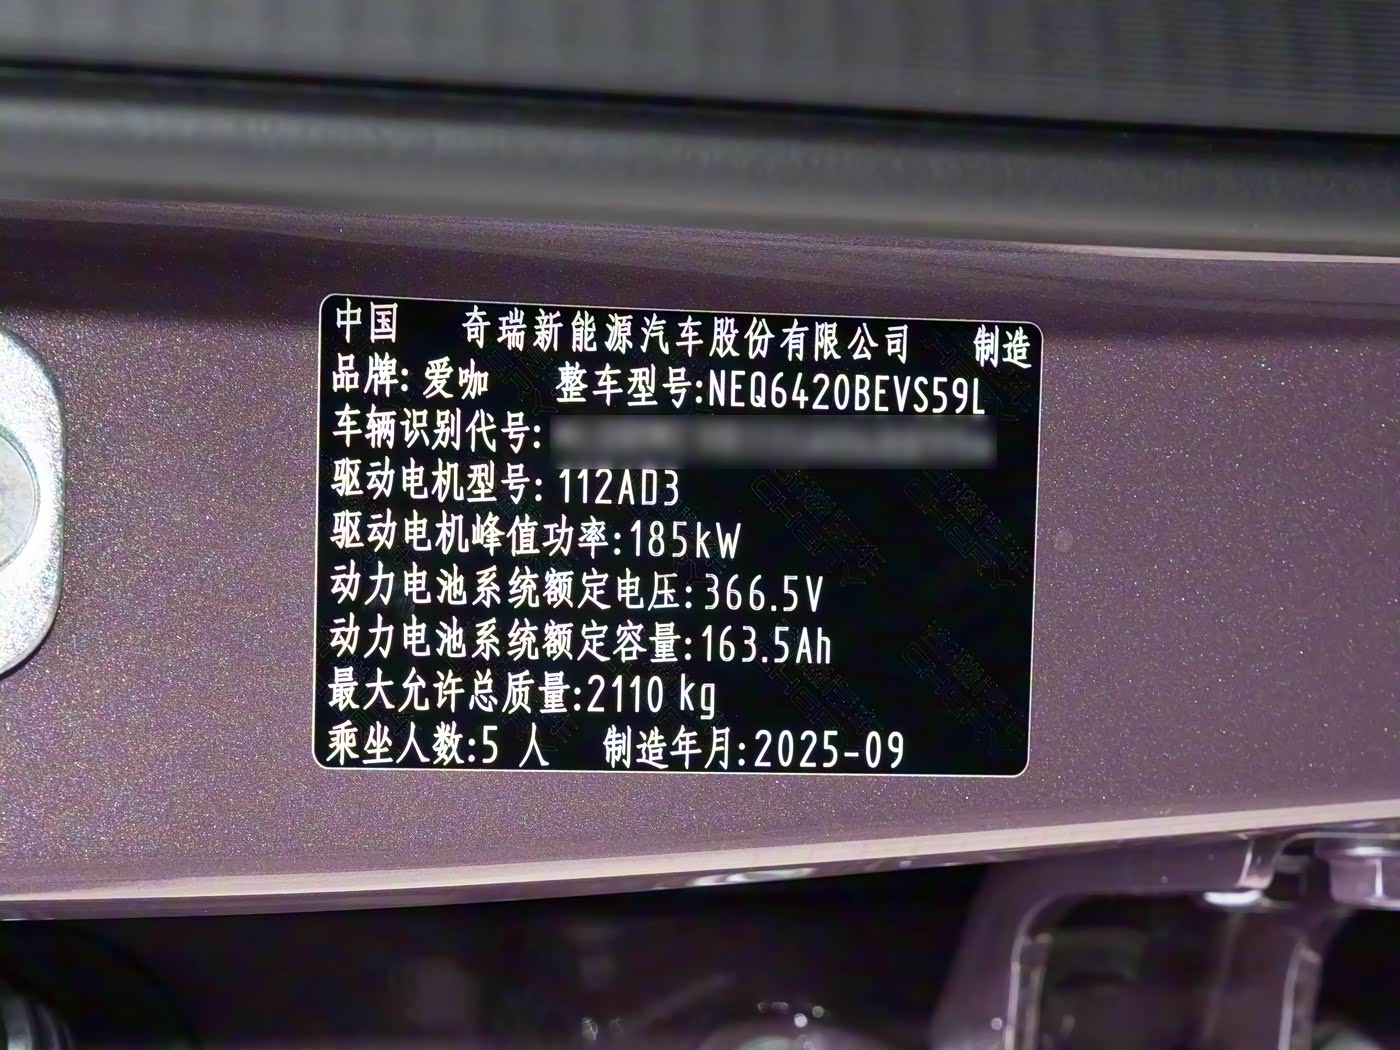 中国 奇瑞新能源汽车股份有限公司 制造
品牌: 爱咖 整车型号:NEQ6420BEVS59L
车辆识别代号:
驱动电机型号: 112AD3
驱动电机峰值功率:185kW
动力电池系统额定电压:366.5V
动力电池系统额定容量:163.5Ah
最大允许总质量:2110 kg
乘坐人数:5 人 制造年月:2025-09